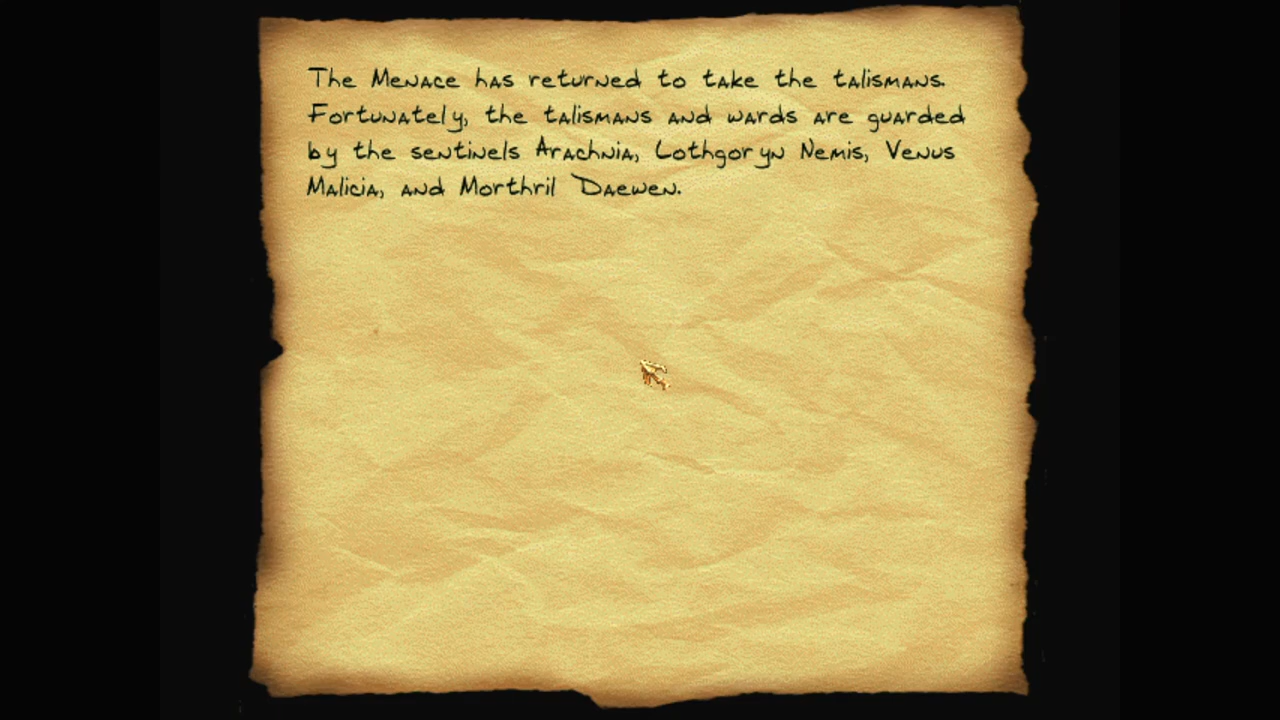 The Menace has returned to take the talismans.
Fortunately, the talismans and wards are guarded
by the sentinels Arachnia, Lothgoryn Nemis, Venus
Malicia, and Morthril Daewen.